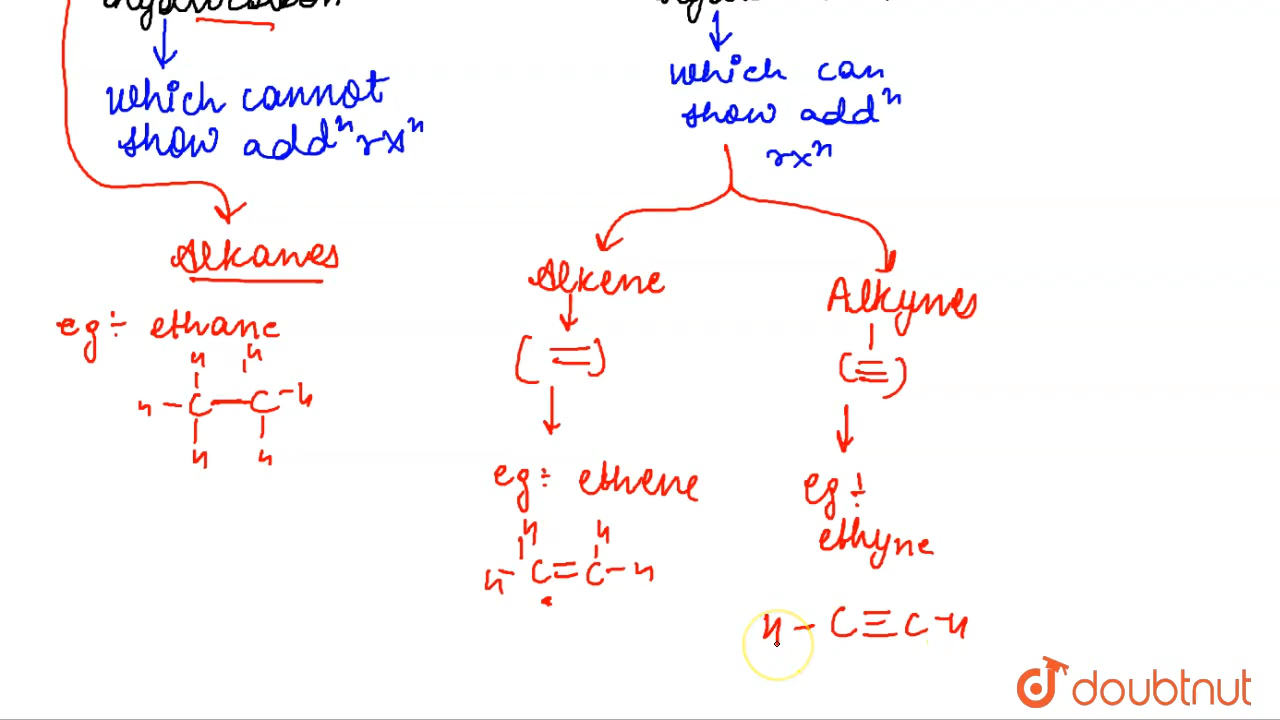 which cannot
show addⁿ rxⁿ
which can
show addⁿ
rxⁿ
Alkanes
eg÷ ethane
H H
H – C — C – H
H H
Alkene
( = )
eg÷ ethene
H H
H – C = C – H
Alkynes
( ≡ )
eg ÷
ethyne
H – C ≡ C – H
doubtnut